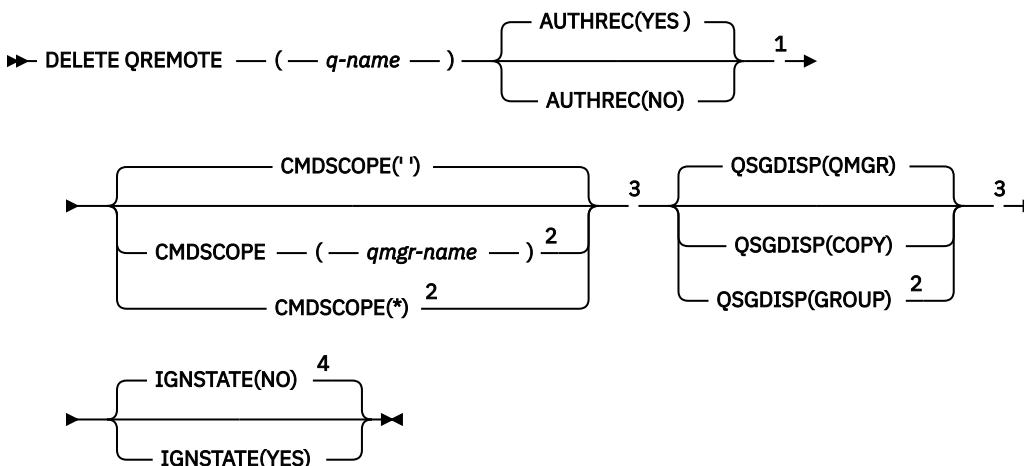 AUTHREC(YES )
DELETE QREMOTE ( q-name ) 1
AUTHREC(NO)
CMDSCOPE(' ') QSGDISP(QMGR)
3 3
CMDSCOPE ( qmgr-name ) 2 QSGDISP(COPY)
CMDSCOPE(*) 2 QSGDISP(GROUP) 2
IGNSTATE(NO) 4
IGNSTATE(YES)